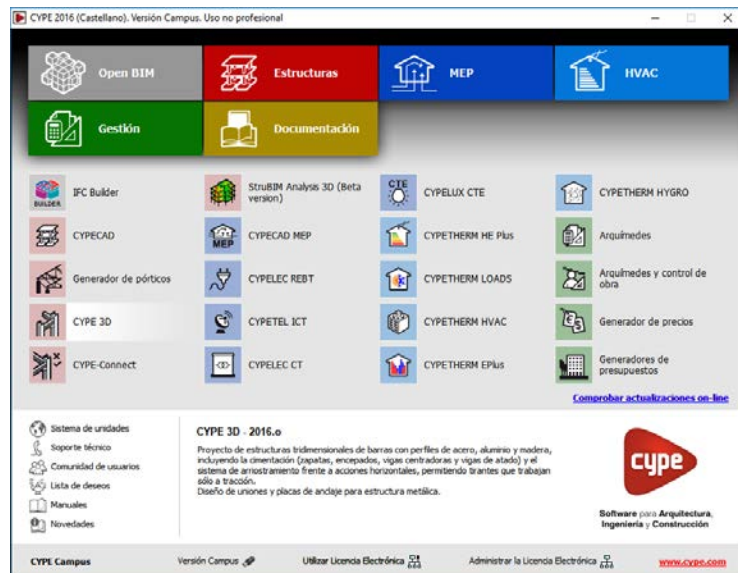 CYPE 2016 (Castellano). Versión Campus. Uso no profesional
Open BIM
Estructuras
MEP
HVAC
Gestión
Documentación
BUILDER
IFC Builder
StruBIM Analysis 3D (Beta
version)
CTE
CYPELUX CTE
CYPETHERM HYGRO
CYPECAD
MEP
CYPECAD MEP
CYPETHERM HE Plus
Arquímedes
Generador de pórticos
CYPELEC REBT
CYPETHERM LOADS
Arquímedes y control de
obra
CYPE 3D
CYPETEL ICT
CYPETHERM HVAC
Generador de precios
CYPE-Connect
CYPELEC CT
CYPETHERM EPlus
Generadores de
presupuestos
Comprobar actualizaciones on-line
Sistema de unidades
Soporte técnico
Comunidad de usuarios
Lista de deseos
Manuales
Novedades
CYPE 3D - 2016.o
Proyecto de estructuras tridimensionales de barras con perfiles de acero, aluminio y madera,
incluyendo la cimentación (zapatas, encepados, vigas centradoras y vigas de atado) y el
sistema de arriostramiento frente a acciones horizontales, permitiendo tirantes que trabajan
sólo a tracción.
Diseño de uniones y placas de anclaje para estructura metálica.
cype
Software para Arquitectura,
Ingeniería y Construcción
CYPE Campus
Versión Campus
Utilizar Licencia Electrónica
Administrar la Licencia Electrónica
www.cype.com